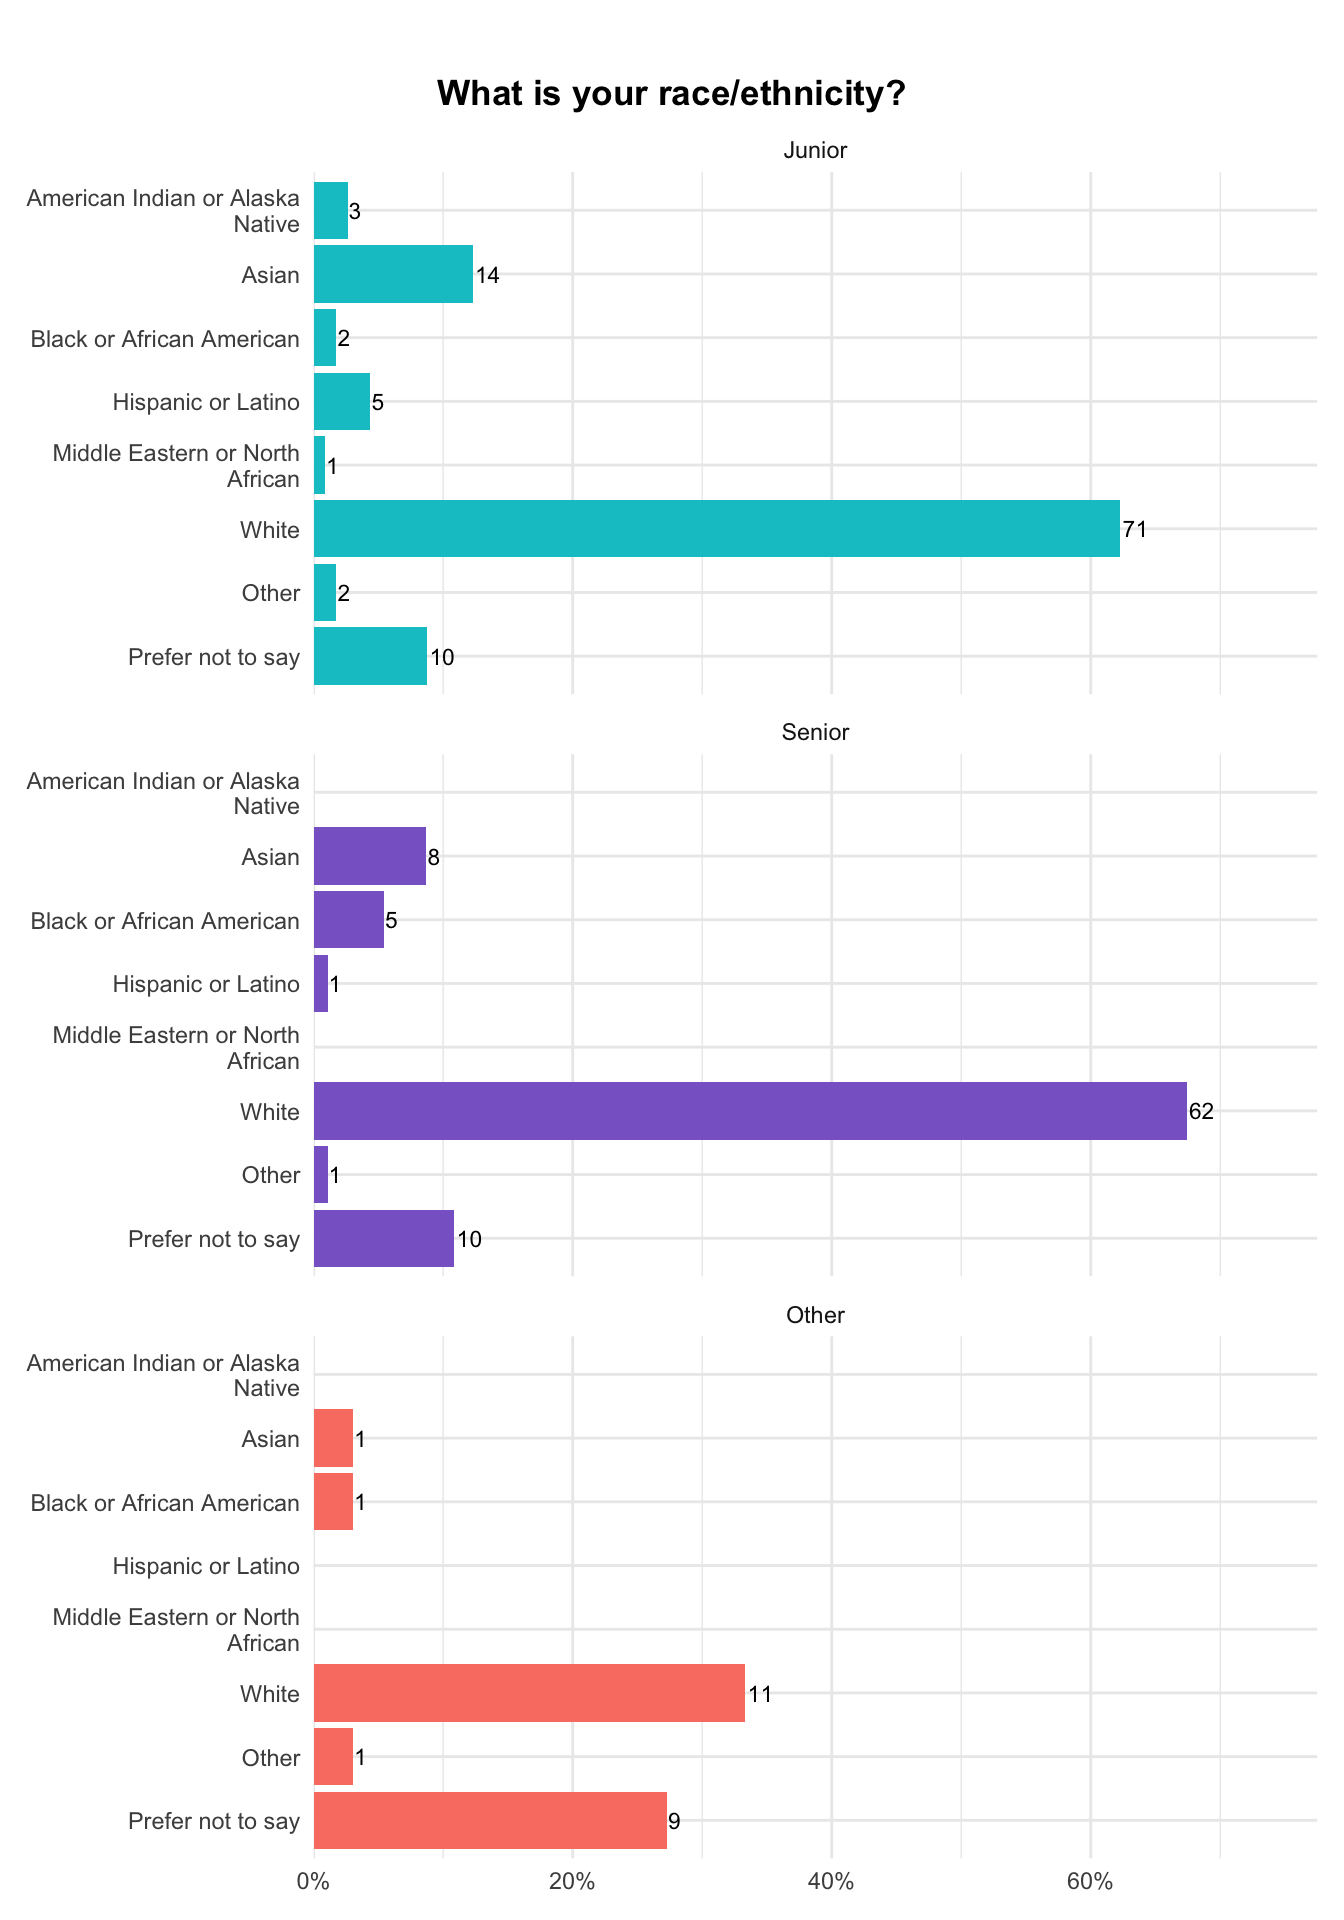 What is your race/ethnicity?
Junior
American Indian or Alaska
Native
3
Asian
14
Black or African American
2
Hispanic or Latino
5
Middle Eastern or North
African
1
White
71
Other
2
Prefer not to say
10
Senior
American Indian or Alaska
Native
Asian
8
Black or African American
5
Hispanic or Latino
1
Middle Eastern or North
African
White
62
Other
1
Prefer not to say
10
Other
American Indian or Alaska
Native
Asian
1
Black or African American
1
Hispanic or Latino
Middle Eastern or North
African
White
11
Other
1
Prefer not to say
9
0%
20%
40%
60%